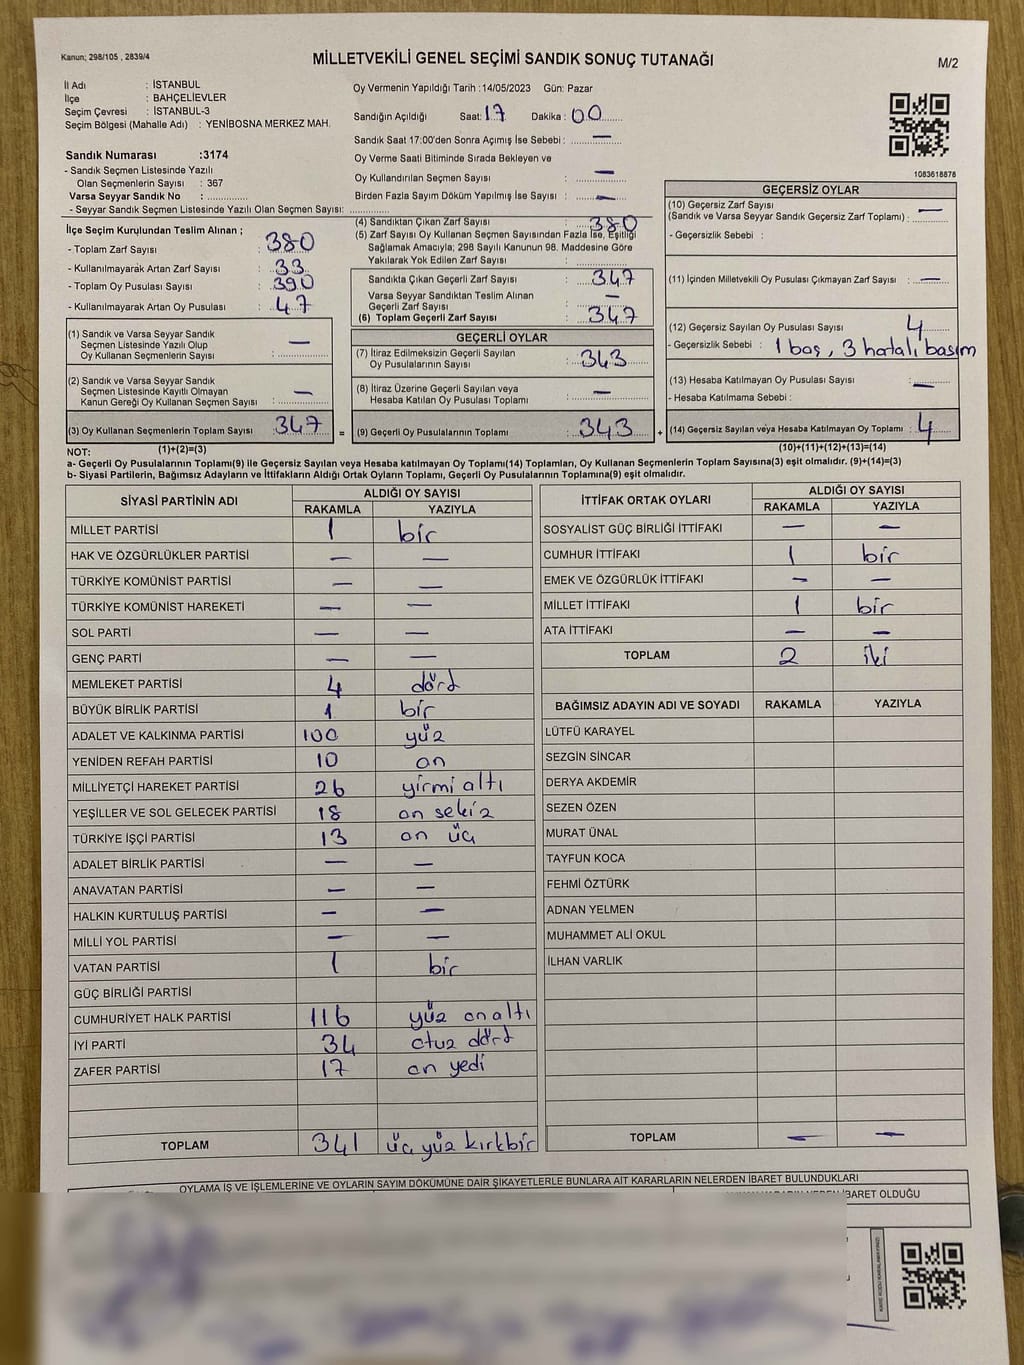 Kanun; 298/105 , 2839/4
MİLLETVEKİLİ GENEL SEÇİMİ SANDIK SONUÇ TUTANAĞI
M/2
İl Adı : İSTANBUL
İlçe : BAHÇELİEVLER
Seçim Çevresi : İSTANBUL-3
Seçim Bölgesi (Mahalle Adı) : YENİBOSNA MERKEZ MAH.
Oy Vermenin Yapıldığı Tarih :14/05/2023 Gün: Pazar
Sandığın Açıldığı Saat: 17 Dakika : 00
Sandık Saat 17:00'den Sonra Açımış İse Sebebi : —
Oy Verme Saati Bitiminde Sırada Bekleyen ve
Oy Kullandırılan Seçmen Sayısı : —
Birden Fazla Sayım Döküm Yapılmış İse Sayısı : —
1083618878
Sandık Numarası :3174
- Sandık Seçmen Listesinde Yazılı
Olan Seçmenlerin Sayısı : 367
Varsa Seyyar Sandık No :
- Seyyar Sandık Seçmen Listesinde Yazılı Olan Seçmen Sayısı:
İlçe Seçim Kurulundan Teslim Alınan ;
- Toplam Zarf Sayısı : 380
- Kullanılmayarak Artan Zarf Sayısı : 33
- Toplam Oy Pusulası Sayısı : 390
- Kullanılmayarak Artan Oy Pusulası : 47
(1) Sandık ve Varsa Seyyar Sandık
Seçmen Listesinde Yazılı Olup
Oy Kullanan Seçmenlerin Sayısı : —
(2) Sandık ve Varsa Seyyar Sandık
Seçmen Listesinde Kayıtlı Olmayan
Kanun Gereği Oy Kullanan Seçmen Sayısı : —
(3) Oy Kullanan Seçmenlerin Toplam Sayısı : 347
(1)+(2)=(3)
(4) Sandıktan Çıkan Zarf Sayısı : 380
(5) Zarf Sayısı Oy Kullanan Seçmen Sayısından Fazla İse, Eşitliği
Sağlamak Amacıyla; 298 Sayılı Kanunun 98. Maddesine Göre
Yakılarak Yok Edilen Zarf Sayısı :
Sandıkta Çıkan Geçerli Zarf Sayısı : 347
Varsa Seyyar Sandıktan Teslim Alınan
Geçerli Zarf Sayısı : —
(6) Toplam Geçerli Zarf Sayısı : 347
GEÇERLİ OYLAR
(7) İtiraz Edilmeksizin Geçerli Sayılan
Oy Pusulalarının Sayısı : 343
(8) İtiraz Üzerine Geçerli Sayılan veya
Hesaba Katılan Oy Pusulası Toplamı : —
= (9) Geçerli Oy Pusulalarının Toplamı : 343 +
GEÇERSİZ OYLAR
(10) Geçersiz Zarf Sayısı
(Sandık ve Varsa Seyyar Sandık Geçersiz Zarf Toplamı) : —
- Geçersizlik Sebebi :
(11) İçinden Milletvekili Oy Pusulası Çıkmayan Zarf Sayısı : —
(12) Geçersiz Sayılan Oy Pusulası Sayısı : 4
- Geçersizlik Sebebi : 1 boş, 3 hatalı basım
(13) Hesaba Katılmayan Oy Pusulası Sayısı : —
- Hesaba Katılmama Sebebi :
(14) Geçersiz Sayılan veya Hesaba Katılmayan Oy Toplamı : 4
(10)+(11)+(12)+(13)=(14)
NOT:
a- Geçerli Oy Pusulalarının Toplamı(9) ile Geçersiz Sayılan veya Hesaba katılmayan Oy Toplamı(14) Toplamları, Oy Kullanan Seçmenlerin Toplam Sayısına(3) eşit olmalıdır. (9)+(14)=(3)
b- Siyasi Partilerin, Bağımsız Adayların ve İttifakların Aldığı Ortak Oyların Toplamı, Geçerli Oy Pusulalarının Toplamına(9) eşit olmalıdır.
SİYASİ PARTİNİN ADI ALDIĞI OY SAYISI
RAKAMLA YAZIYLA
MİLLET PARTİSİ 1 bir
HAK VE ÖZGÜRLÜKLER PARTİSİ — —
TÜRKİYE KOMÜNİST PARTİSİ — —
TÜRKİYE KOMÜNİST HAREKETİ — —
SOL PARTİ — —
GENÇ PARTİ — —
MEMLEKET PARTİSİ 4 dört
BÜYÜK BİRLİK PARTİSİ 1 bir
ADALET VE KALKINMA PARTİSİ 100 yüz
YENİDEN REFAH PARTİSİ 10 on
MİLLİYETÇİ HAREKET PARTİSİ 26 yirmi altı
YEŞİLLER VE SOL GELECEK PARTİSİ 18 on sekiz
TÜRKİYE İŞÇİ PARTİSİ 13 on üç
ADALET BİRLİK PARTİSİ — —
ANAVATAN PARTİSİ — —
HALKIN KURTULUŞ PARTİSİ — —
MİLLİ YOL PARTİSİ — —
VATAN PARTİSİ 1 bir
GÜÇ BİRLİĞİ PARTİSİ
CUMHURİYET HALK PARTİSİ 116 yüz on altı
İYİ PARTİ 34 otuz dört
ZAFER PARTİSİ 17 on yedi
TOPLAM 341 üç yüz kırkbir
İTTİFAK ORTAK OYLARI ALDIĞI OY SAYISI
RAKAMLA YAZIYLA
SOSYALİST GÜÇ BİRLİĞİ İTTİFAKI — —
CUMHUR İTTİFAKI 1 bir
EMEK VE ÖZGÜRLÜK İTTİFAKI — —
MİLLET İTTİFAKI 1 bir
ATA İTTİFAKI — —
TOPLAM 2 iki
BAĞIMSIZ ADAYIN ADI VE SOYADI RAKAMLA YAZIYLA
LÜTFÜ KARAYEL
SEZGİN SİNCAR
DERYA AKDEMİR
SEZEN ÖZEN
MURAT ÜNAL
TAYFUN KOCA
FEHMİ ÖZTÜRK
ADNAN YELMEN
MUHAMMET ALİ OKUL
İLHAN VARLIK
TOPLAM — —
OYLAMA İŞ VE İŞLEMLERİNE VE OYLARIN SAYIM DÖKÜMÜNE DAİR ŞİKAYETLERLE BUNLARA AİT KARARLARIN NELERDEN İBARET BULUNDUKLARI
İBARET OLDUĞU